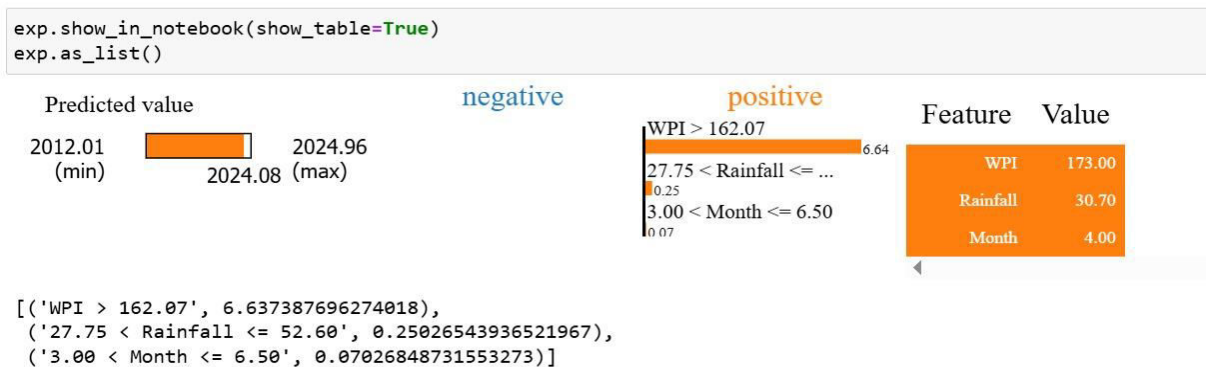 exp.show_in_notebook(show_table=True)
exp.as_list()
Predicted value
2012.01
(min)
2024.08
2024.96
(max)
negative
positive
WPI > 162.07
6.64
27.75 < Rainfall <= ...
0.25
3.00 < Month <= 6.50
0.07
Feature Value
WPI 173.00
Rainfall 30.70
Month 4.00
[('WPI > 162.07', 6.637387696274018),
('27.75 < Rainfall <= 52.60', 0.25026543936521967),
('3.00 < Month <= 6.50', 0.07026848731553273)]